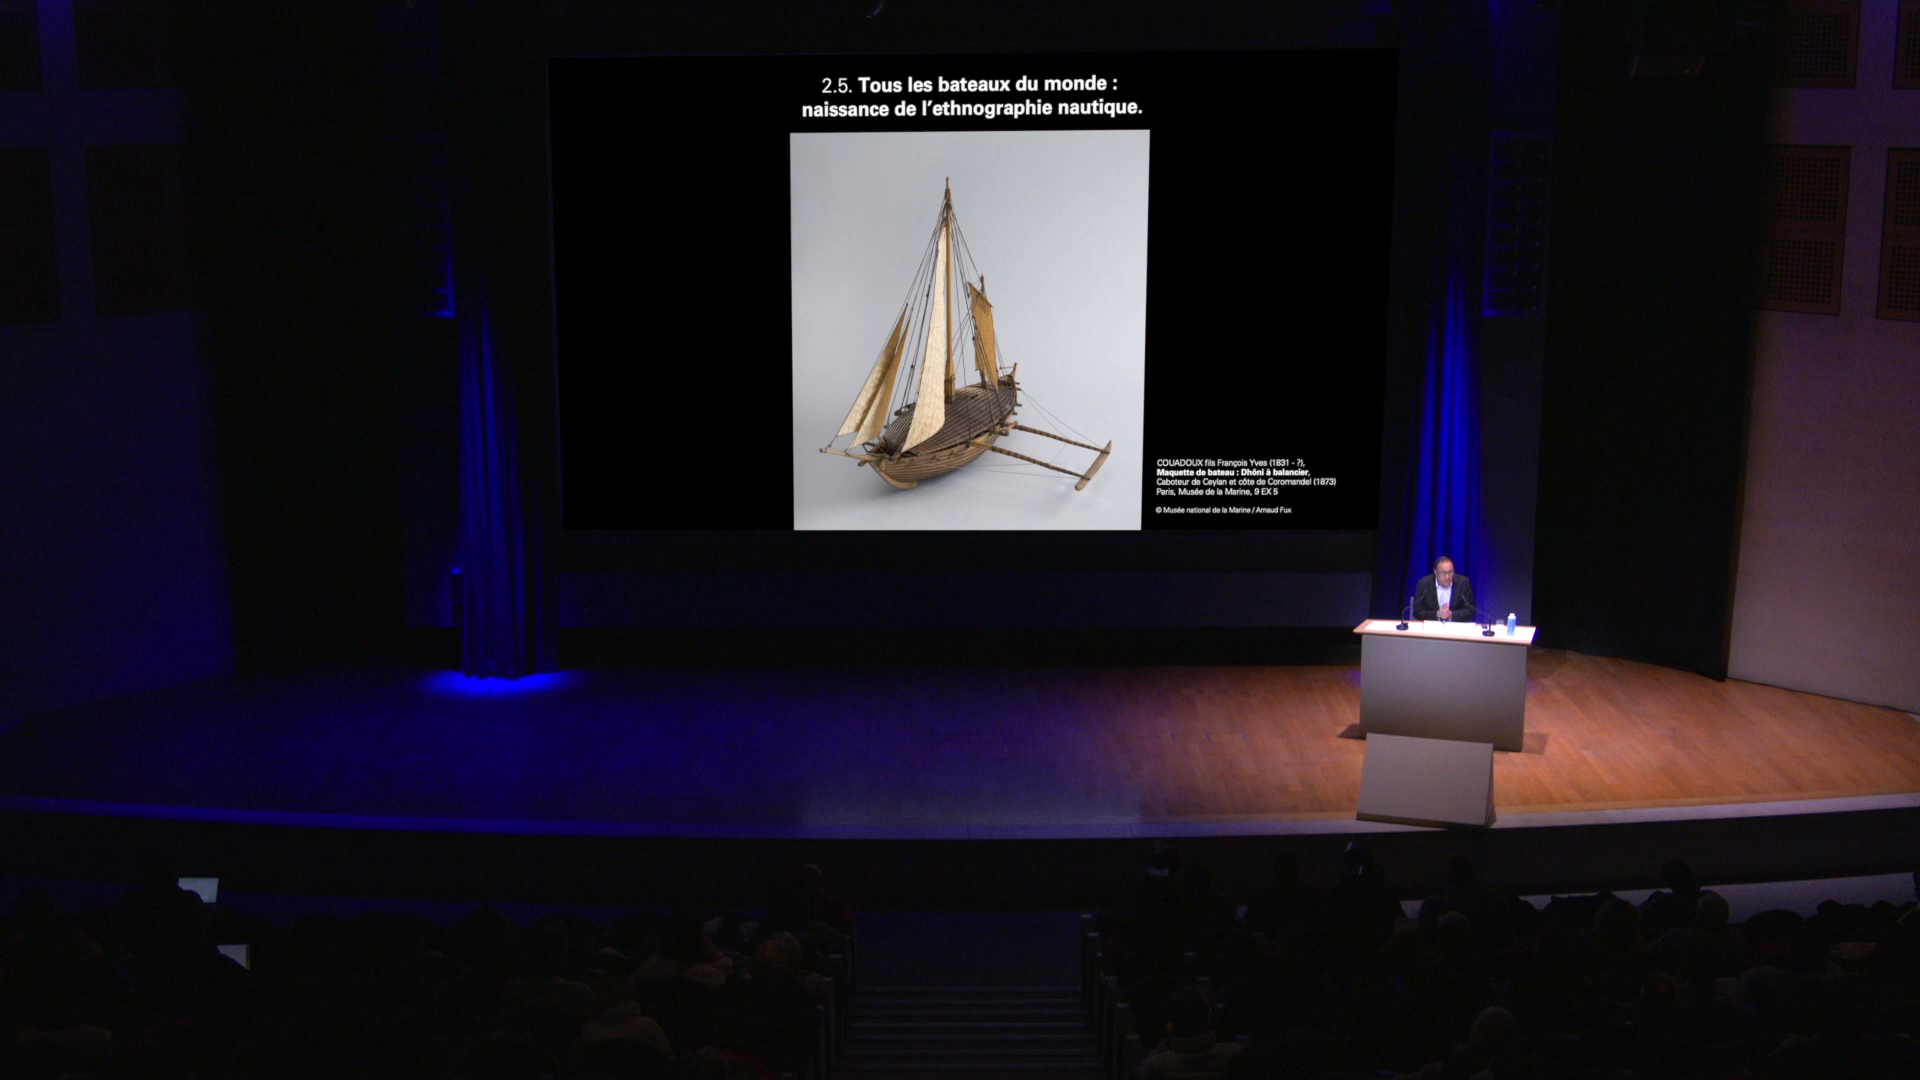 2.5. Tous les bateaux du monde :
naissance de l'ethnographie nautique.
COUADOUX fils François Yves (1831 - ?),
Maquette de bateau : Dhôni à balancier,
Caboteur de Ceylan et côte de Coromandel (1873)
Paris, Musée de la Marine, 9 EX 5
© Musée national de la Marine / Arnaud Fux